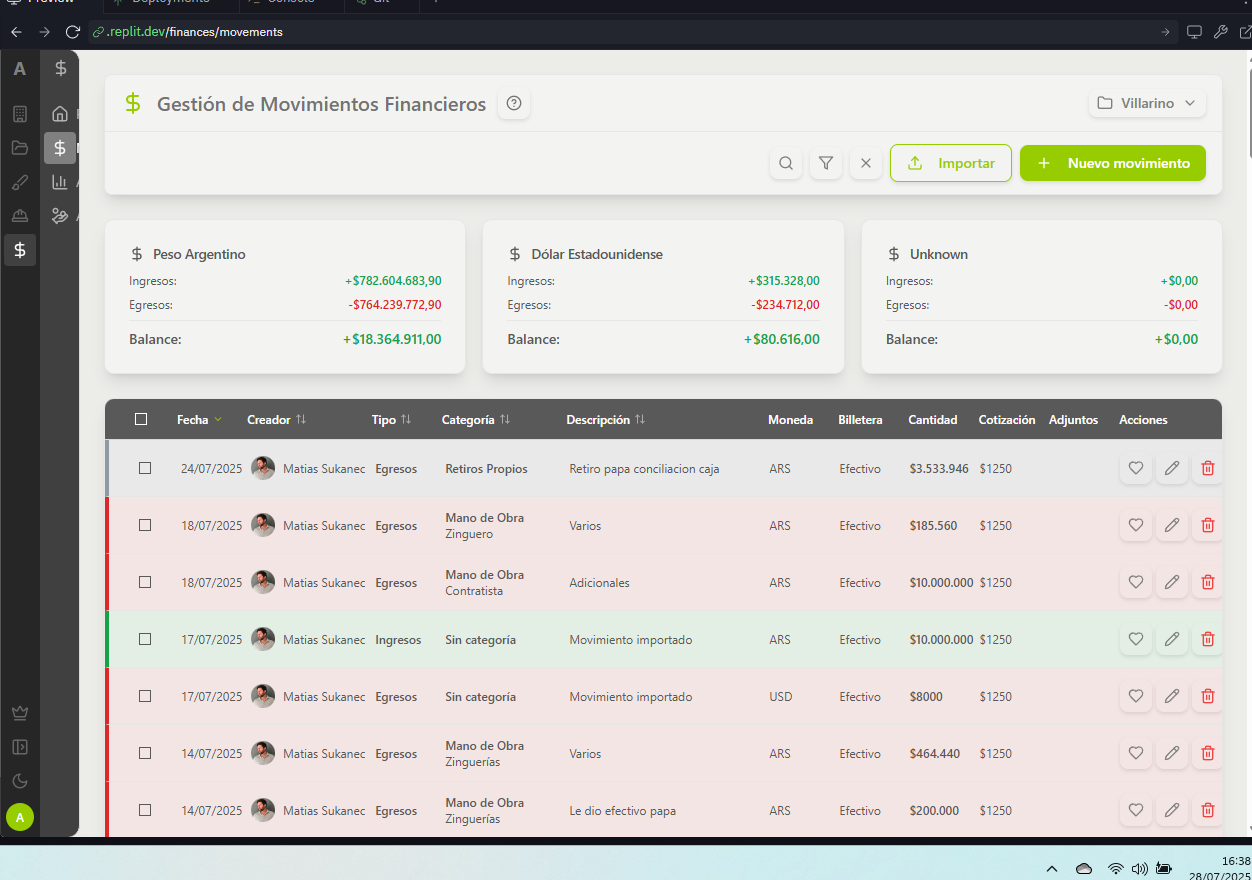 Preview Deployments Console Git
.replit.dev/finances/movements
A $
$ Gestión de Movimientos Financieros Villarino
Importar + Nuevo movimiento
$ Peso Argentino
Ingresos: +$782.604.683,90
Egresos: -$764.239.772,90
Balance: +$18.364.911,00
$ Dólar Estadounidense
Ingresos: +$315.328,00
Egresos: -$234.712,00
Balance: +$80.616,00
$ Unknown
Ingresos: +$0,00
Egresos: -$0,00
Balance: +$0,00
Fecha Creador Tipo Categoría Descripción Moneda Billetera Cantidad Cotización Adjuntos Acciones
24/07/2025 Matias Sukanec Egresos Retiros Propios Retiro papa conciliacion caja ARS Efectivo $3.533.946 $1250
18/07/2025 Matias Sukanec Egresos Mano de Obra Varios ARS Efectivo $185.560 $1250
Zinguero
18/07/2025 Matias Sukanec Egresos Mano de Obra Adicionales ARS Efectivo $10.000.000 $1250
Contratista
17/07/2025 Matias Sukanec Ingresos Sin categoría Movimiento importado ARS Efectivo $10.000.000 $1250
17/07/2025 Matias Sukanec Egresos Sin categoría Movimiento importado USD Efectivo $8000 $1250
14/07/2025 Matias Sukanec Egresos Mano de Obra Varios ARS Efectivo $464.440 $1250
Zinguerías
14/07/2025 Matias Sukanec Egresos Mano de Obra Le dio efectivo papa ARS Efectivo $200.000 $1250
Zinguerías
A
16:38
28/07/2025